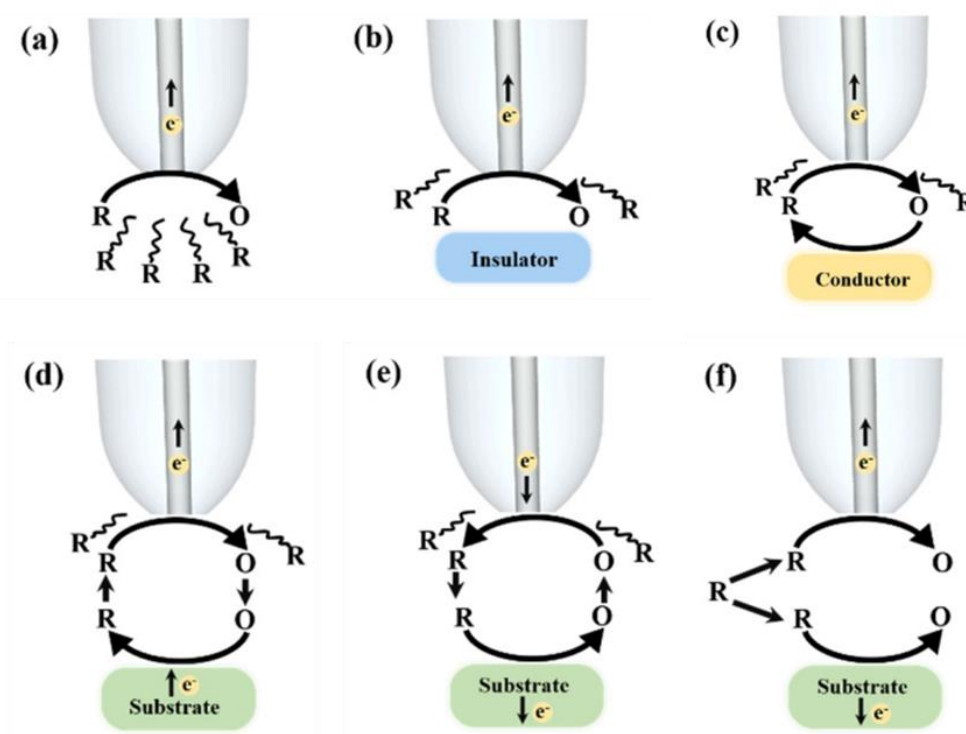 (a)
e-
R O
R R R R
(b)
e-
R R O R
Insulator
(c)
e-
R R O R
Conductor
(d)
e-
R R O R
R O
e-
Substrate
(e)
e-
R R O R
R O
Substrate
e-
(f)
e-
R R O
R O
Substrate
e-